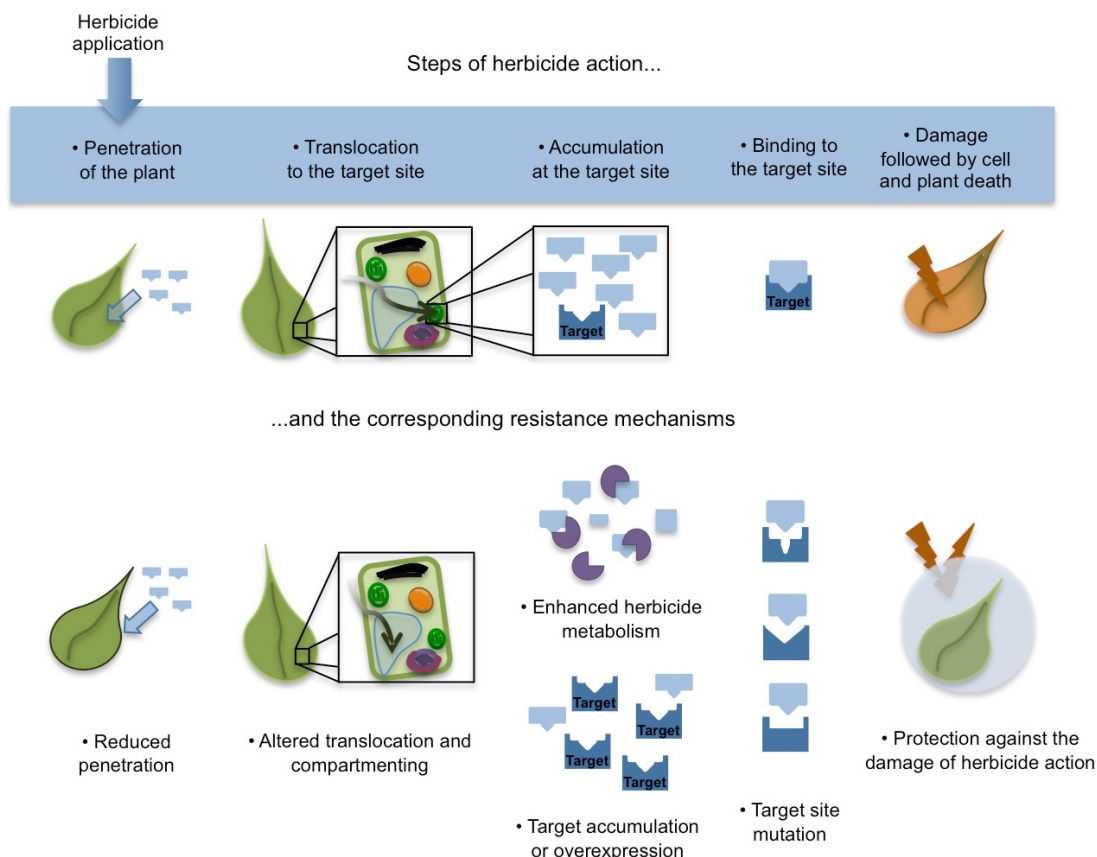 Herbicide
application
Steps of herbicide action...
• Penetration
of the plant
• Translocation
to the target site
• Accumulation
at the target site
• Binding to
the target site
• Damage
followed by cell
and plant death
Target
Target
...and the corresponding resistance mechanisms
• Reduced
penetration
• Altered translocation and
compartmenting
• Enhanced herbicide
metabolism
Target
Target
Target
Target
• Target accumulation
or overexpression
• Target site
mutation
• Protection against the
damage of herbicide action